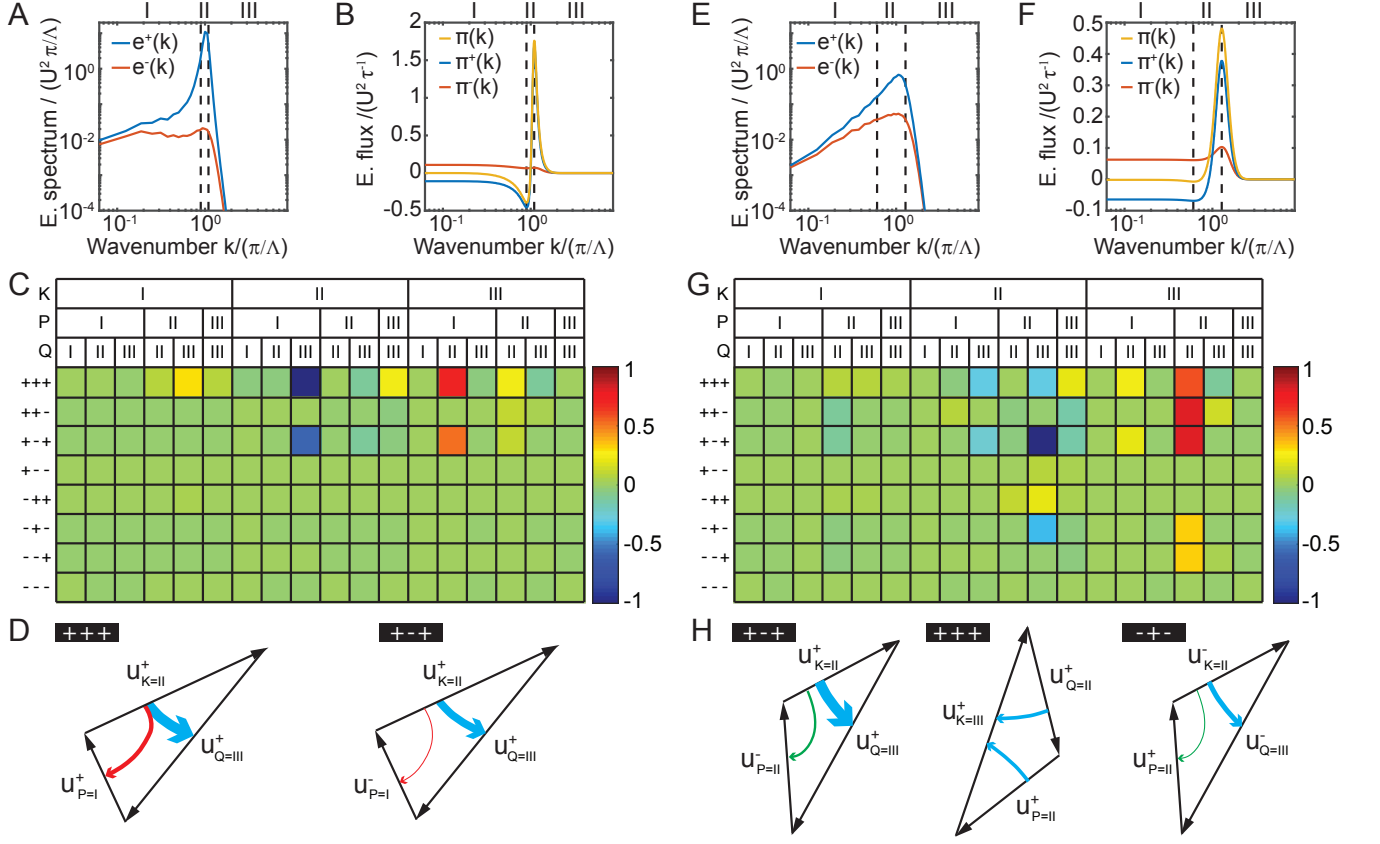 A
I II III
E. spectrum / (U² π/Λ)
e⁺(k)
e⁻(k)
10⁰
10⁻²
10⁻⁴
10⁻¹ 10⁰
Wavenumber k/(π/Λ)
B
I II III
E. flux /(U² τ⁻¹)
π(k)
π⁺(k)
π⁻(k)
2
1.5
1
0.5
0
-0.5
10⁻¹ 10⁰
Wavenumber k/(π/Λ)
E
I II III
E. spectrum / (U² π/Λ)
e⁺(k)
e⁻(k)
10⁰
10⁻²
10⁻⁴
10⁻¹ 10⁰
Wavenumber k/(π/Λ)
F
I II III
E. flux /(U² τ⁻¹)
π(k)
π⁺(k)
π⁻(k)
0.5
0.4
0.3
0.2
0.1
0
-0.1
10⁻¹ 10⁰
Wavenumber k/(π/Λ)
C
K I II III
P I II III I II III I II III
Q I II III II III III I II III II III III I II III II III III
+++
++-
+-+
+--
-++
-+-
--+
---
1
0.5
0
-0.5
-1
G
K I II III
P I II III I II III I II III
Q I II III II III III I II III II III III I II III II III III
+++
++-
+-+
+--
-++
-+-
--+
---
1
0.5
0
-0.5
-1
D
+++
u⁺K=II
u⁺Q=III
u⁺P=I
+-+
u⁺K=II
u⁺Q=III
u⁻P=I
H
+-+
u⁺K=II
u⁺Q=III
u⁻P=II
+++
u⁺Q=II
u⁺K=III
u⁺P=II
-+-
u⁻K=II
u⁻Q=III
u⁺P=II